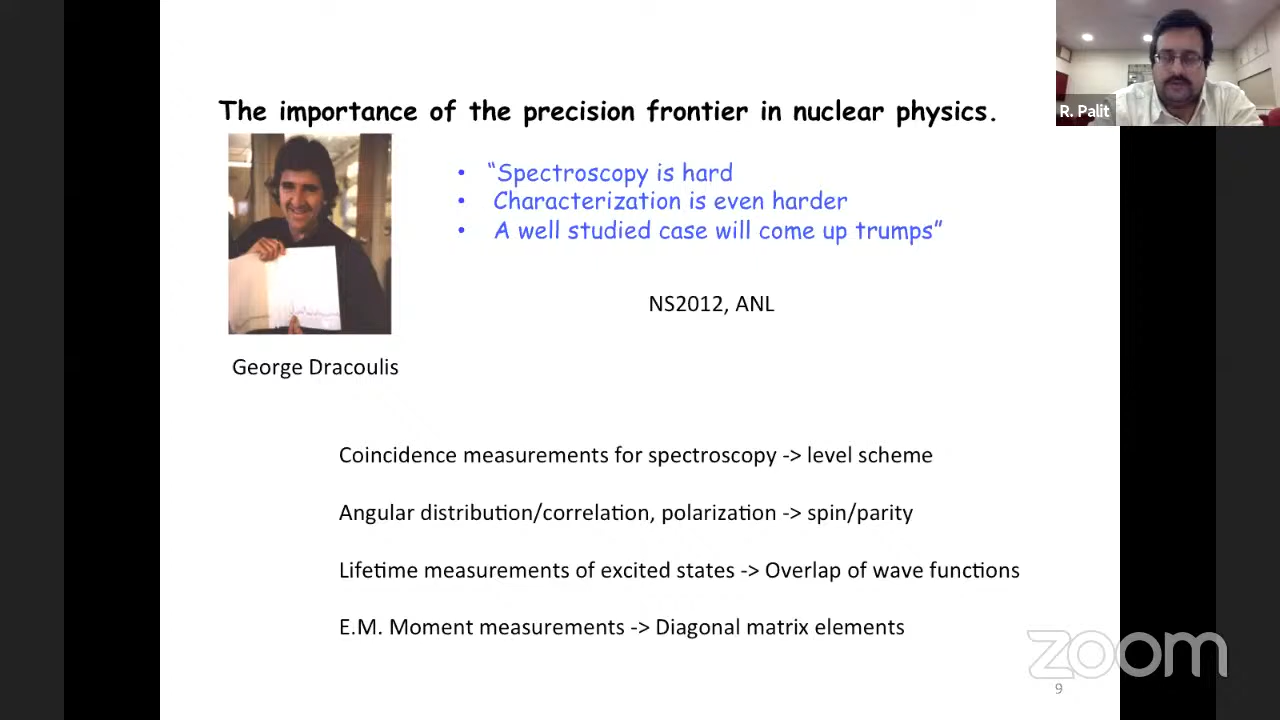 The importance of the precision frontier in nuclear physics.
R. Palit
• “Spectroscopy is hard
• Characterization is even harder
• A well studied case will come up trumps”
NS2012, ANL
George Dracoulis
Coincidence measurements for spectroscopy -> level scheme
Angular distribution/correlation, polarization -> spin/parity
Lifetime measurements of excited states -> Overlap of wave functions
E.M. Moment measurements -> Diagonal matrix elements
zoom
9